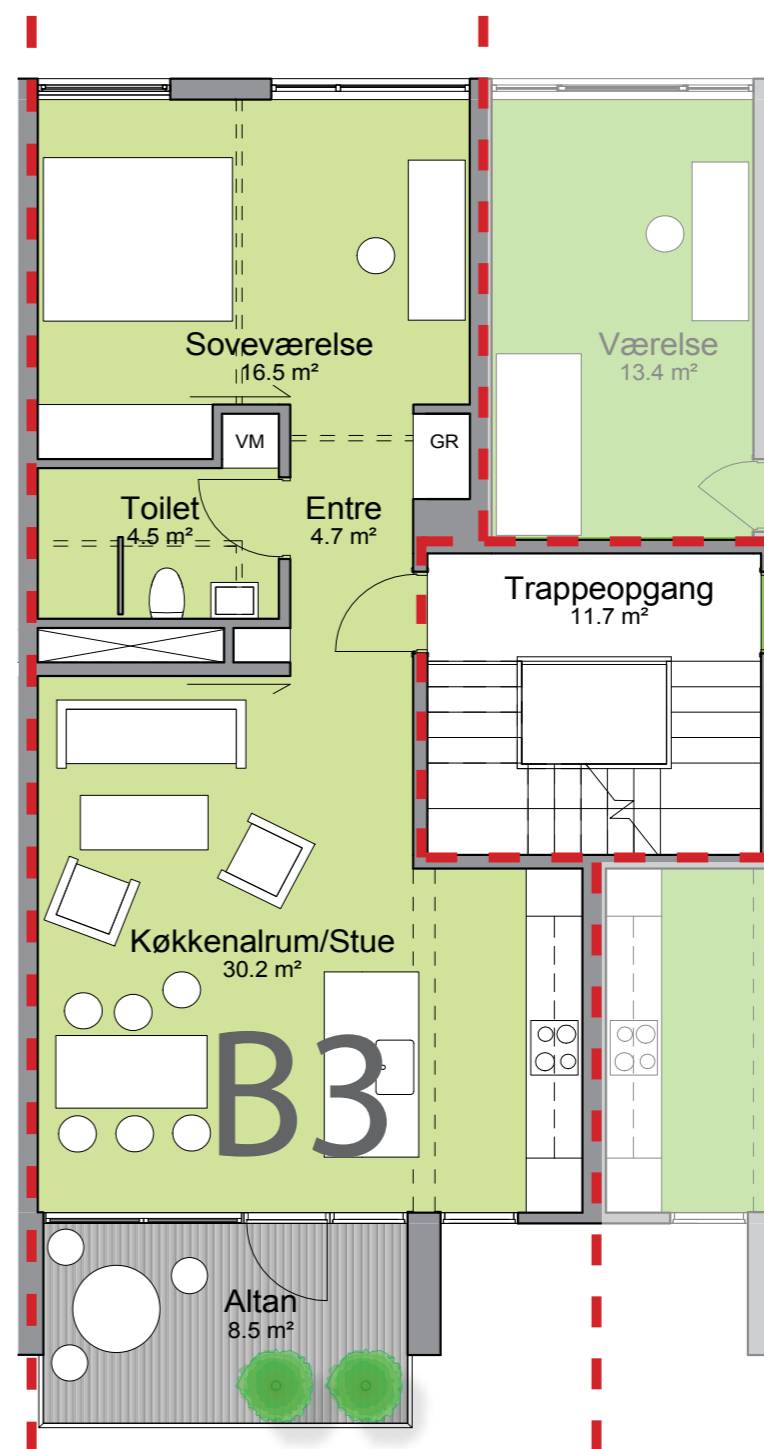 Soveværelse
16.5 m²
Værelse
13.4 m²
VM
GR
Toilet
4.5 m²
Entre
4.7 m²
Trappeopgang
11.7 m²
Køkkenalrum/Stue
30.2 m²
B3
Altan
8.5 m²